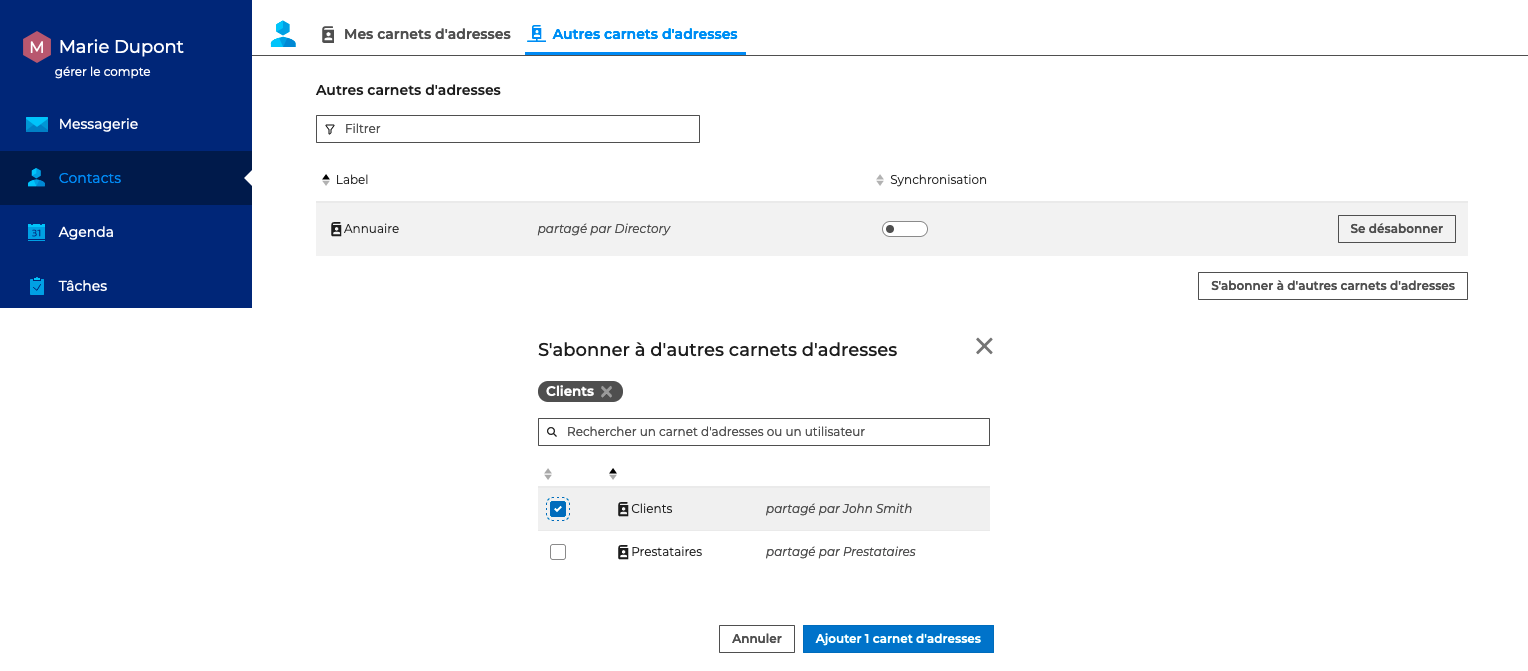 M Marie Dupont
gérer le compte
Messagerie
Contacts
31 Agenda
Tâches
Mes carnets d'adresses
Autres carnets d'adresses
Autres carnets d'adresses
Filtrer
Label Synchronisation
Annuaire partagé par Directory Se désabonner
S'abonner à d'autres carnets d'adresses
S'abonner à d'autres carnets d'adresses
Clients
Rechercher un carnet d'adresses ou un utilisateur
Clients partagé par John Smith
Prestataires partagé par Prestataires
Annuler Ajouter 1 carnet d'adresses